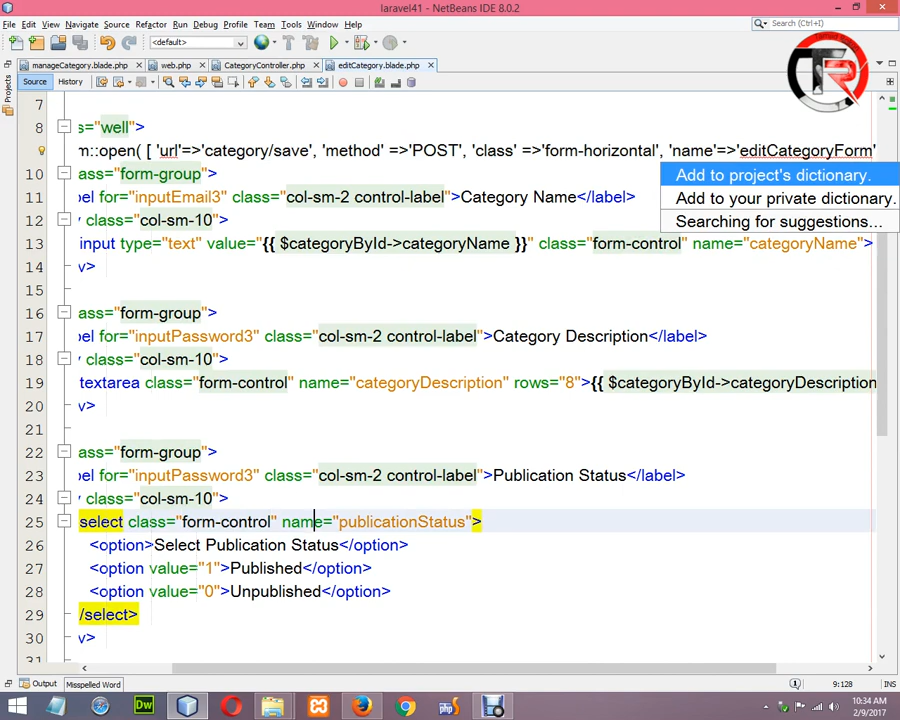 laravel41 - NetBeans IDE 8.0.2
File Edit View Navigate Source Refactor Run Debug Profile Team Tools Window Help
<default>
Search (Ctrl+I)
manageCategory.blade.php web.php CategoryController.php editCategory.blade.php
Source History
Projects
7
8 s="well">
m::open( [ 'url'=>'category/save', 'method' =>'POST', 'class' =>'form-horizontal', 'name'=>'editCategoryForm'
10 ass="form-group">
Add to project's dictionary.
11 pel for="inputEmail3" class="col-sm-2 control-label">Category Name</label>
Add to your private dictionary.
12 y class="col-sm-10">
Searching for suggestions...
13 input type="text" value="{{ $categoryById->categoryName }}" class="form-control" name="categoryName">
14 v>
15
16 ass="form-group">
17 pel for="inputPassword3" class="col-sm-2 control-label">Category Description</label>
18 y class="col-sm-10">
19 textarea class="form-control" name="categoryDescription" rows="8">{{ $categoryById->categoryDescription
20 v>
21
22 ass="form-group">
23 pel for="inputPassword3" class="col-sm-2 control-label">Publication Status</label>
24 y class="col-sm-10">
25 select class="form-control" name="publicationStatus">
26 <option>Select Publication Status</option>
27 <option value="1">Published</option>
28 <option value="0">Unpublished</option>
29 /select>
30 v>
31
Output Misspelled Word
9:128 INS
10:34 AM
2/9/2017